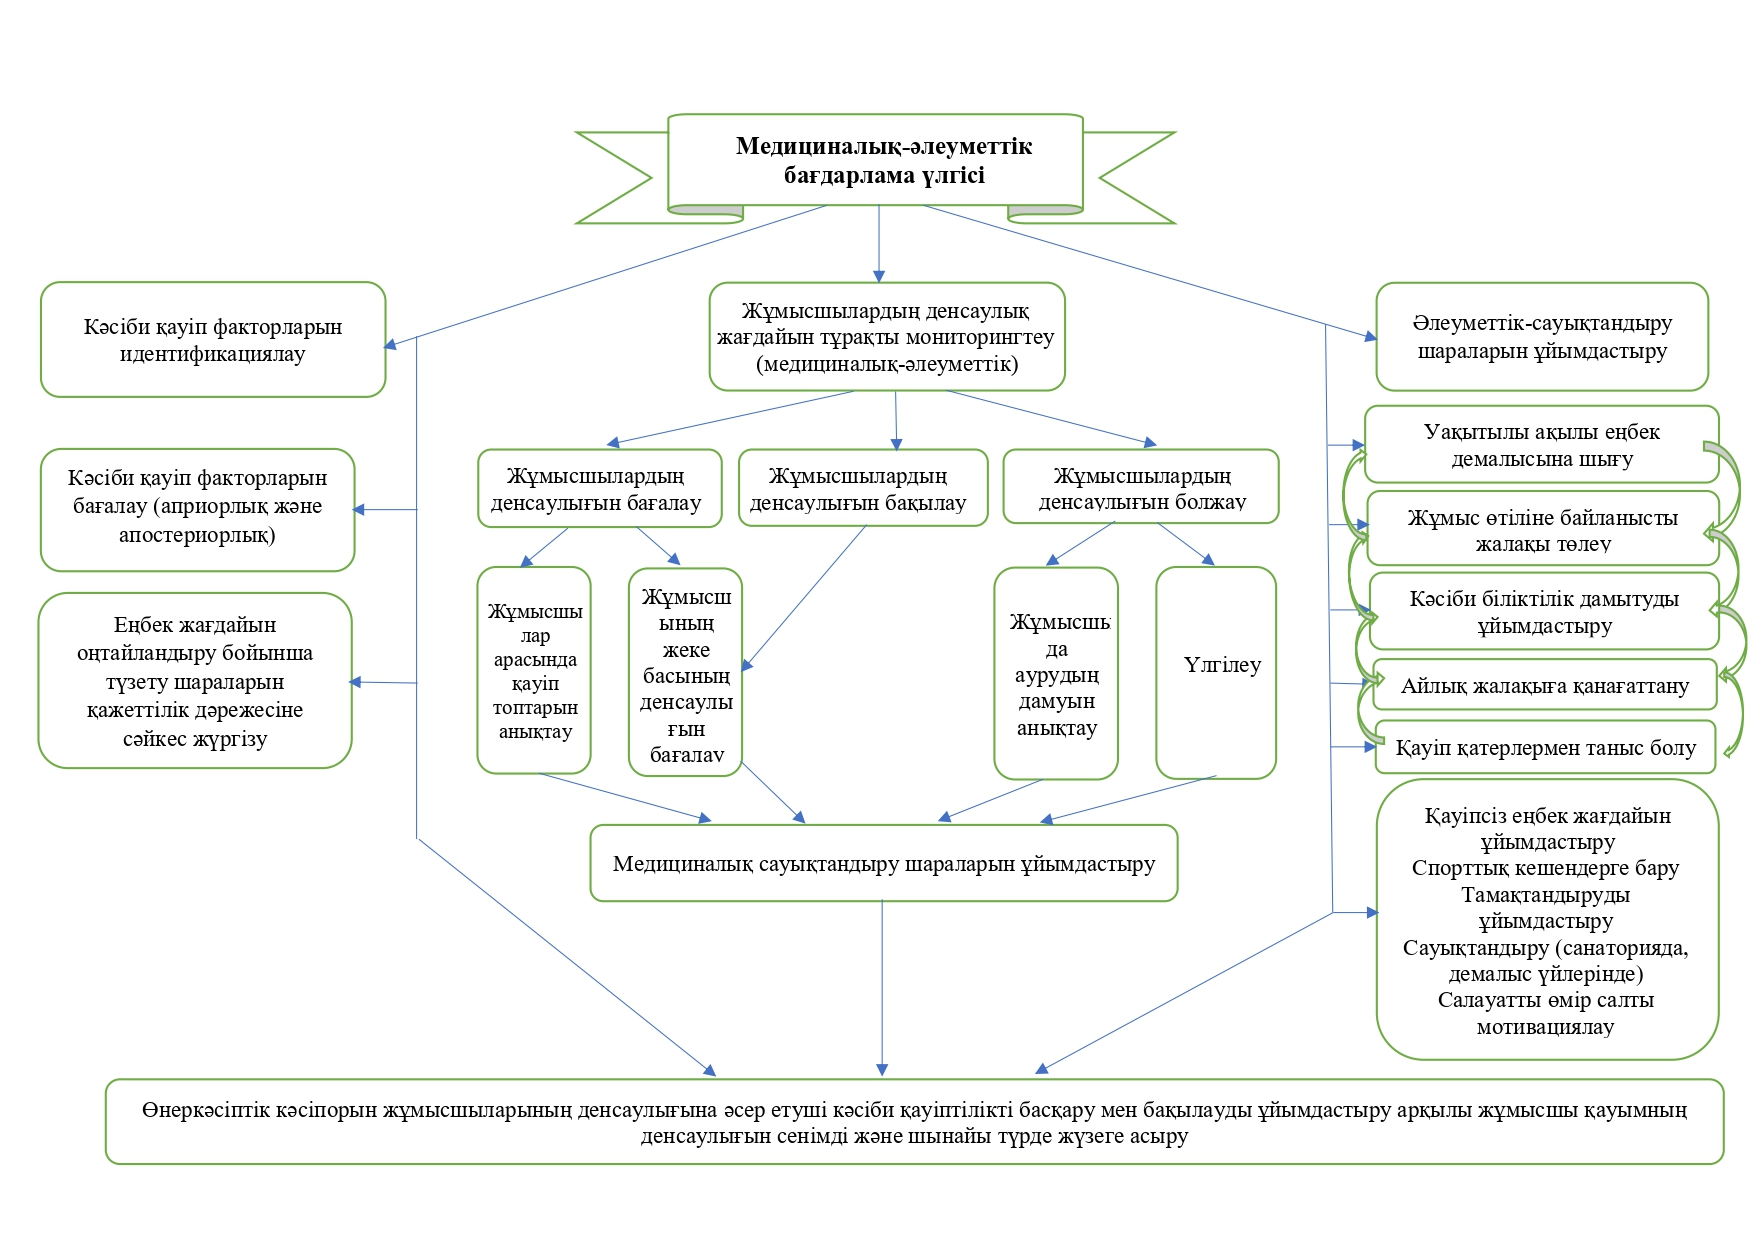 Медициналық-әлеуметтік
бағдарлама үлгісі
Кәсіби қауіп факторларын
идентификациялау
Жұмысшылардың денсаулық
жағдайын тұрақты мониторингтеу
(медициналық-әлеуметтік)
Әлеуметтік-сауықтандыру
шараларын ұйымдастыру
Кәсіби қауіп факторларын
бағалау (априорлық және
апостериорлық)
Еңбек жағдайын
оңтайландыру бойынша
түзету шараларын
қажеттілік дәрежесіне
сәйкес жүргізу
Жұмысшылардың
денсаулығын бағалау
Жұмысшылардың
денсаулығын бақылау
Жұмысшылардың
денсаулығын болжау
Жұмысшы
лар
арасында
қауіп
топтарын
анықтау
Жұмысш
ының
жеке
басының
денсаулы
ғын
бағалау
Жұмысшы
да
аурудың
дамуын
анықтау
Үлгілеу
Медициналық сауықтандыру шараларын ұйымдастыру
Уақытылы ақылы еңбек
демалысына шығу
Жұмыс өтіліне байланысты
жалақы төлеу
Кәсіби біліктілік дамытуды
ұйымдастыру
Айлық жалақыға қанағаттану
Қауіп қатерлермен таныс болу
Қауіпсіз еңбек жағдайын
ұйымдастыру
Спорттық кешендерге бару
Тамақтандыруды
ұйымдастыру
Сауықтандыру (санаторияда,
демалыс үйлерінде)
Салауатты өмір салты
мотивациялау
Өнеркәсіптік кәсіпорын жұмысшыларының денсаулығына әсер етуші кәсіби қауіптілікті басқару мен бақылауды ұйымдастыру арқылы жұмысшы қауымның
денсаулығын сенімді және шынайы түрде жүзеге асыру